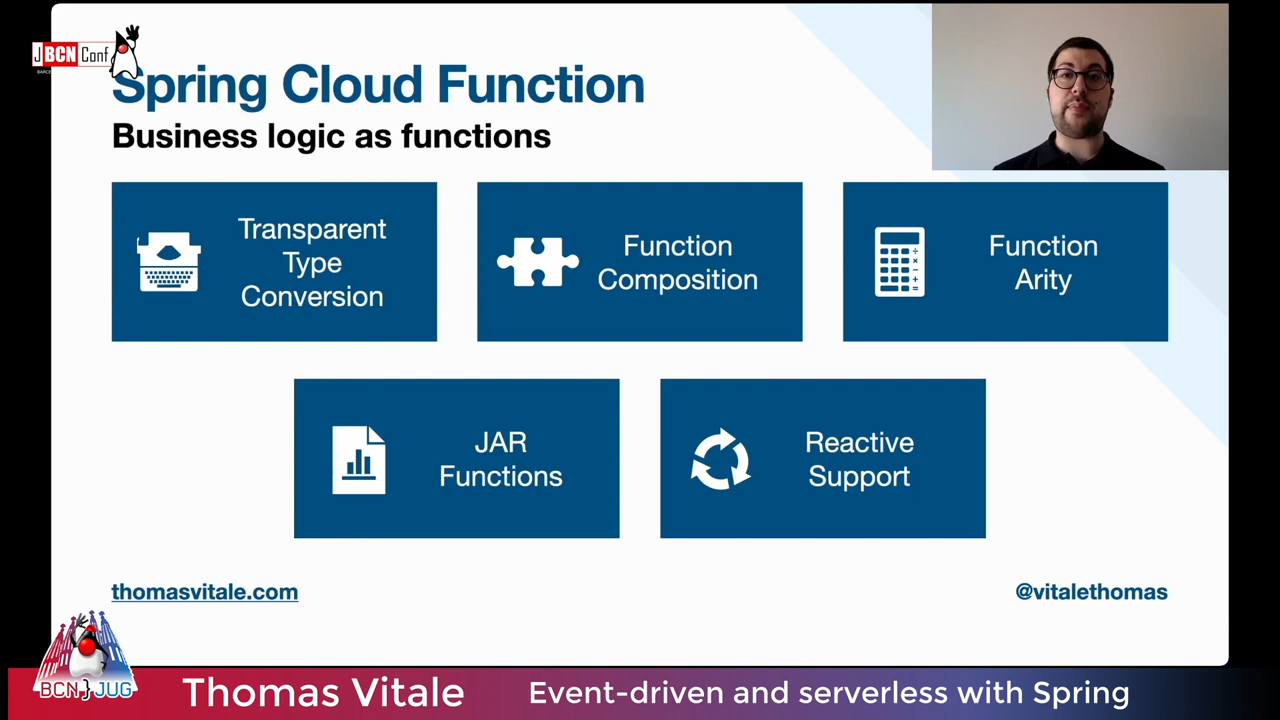 JBCNConf
Spring Cloud Function
Business logic as functions
Transparent
Type
Conversion
Function
Composition
Function
Arity
JAR
Functions
Reactive
Support
thomasvitale.com
@vitalethomas
BCN JUG
Thomas Vitale
Event-driven and serverless with Spring